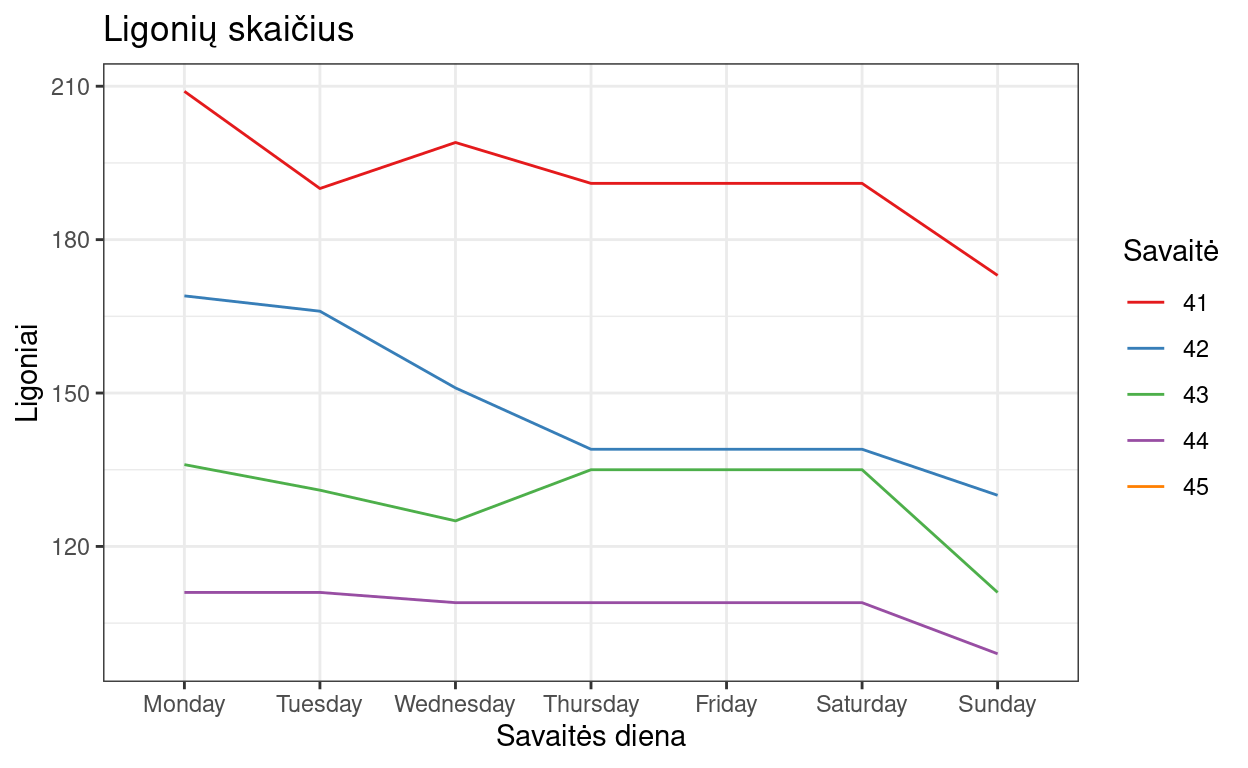 Ligonių skaičius
210
180
150
120
Ligoniai
Monday Tuesday Wednesday Thursday Friday Saturday Sunday
Savaitės diena
Savaitė
41
42
43
44
45